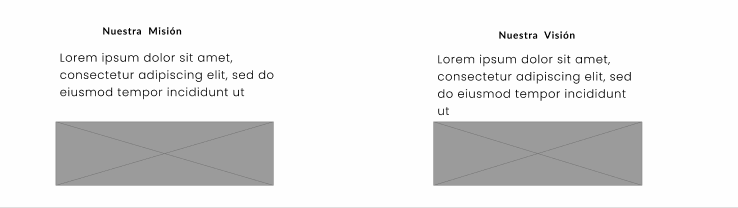 Nuestra Misión
Lorem ipsum dolor sit amet,
consectetur adipiscing elit, sed do
eiusmod tempor incididunt ut
Nuestra Visión
Lorem ipsum dolor sit amet,
consectetur adipiscing elit, sed
do eiusmod tempor incididunt
ut